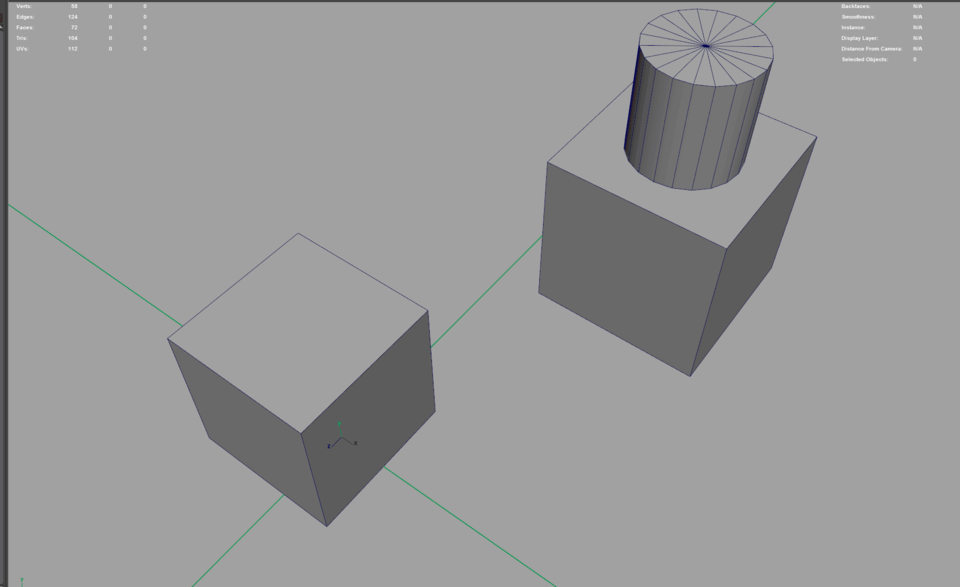 Verts: 58 0 0
Edges: 124 0 0
Faces: 72 0 0
Tris: 104 0 0
UVs: 112 0 0
Backfaces: N/A
Smoothness: N/A
Instance: N/A
Display Layer: N/A
Distance From Camera: N/A
Selected Objects: 0
Y
Z X
Y